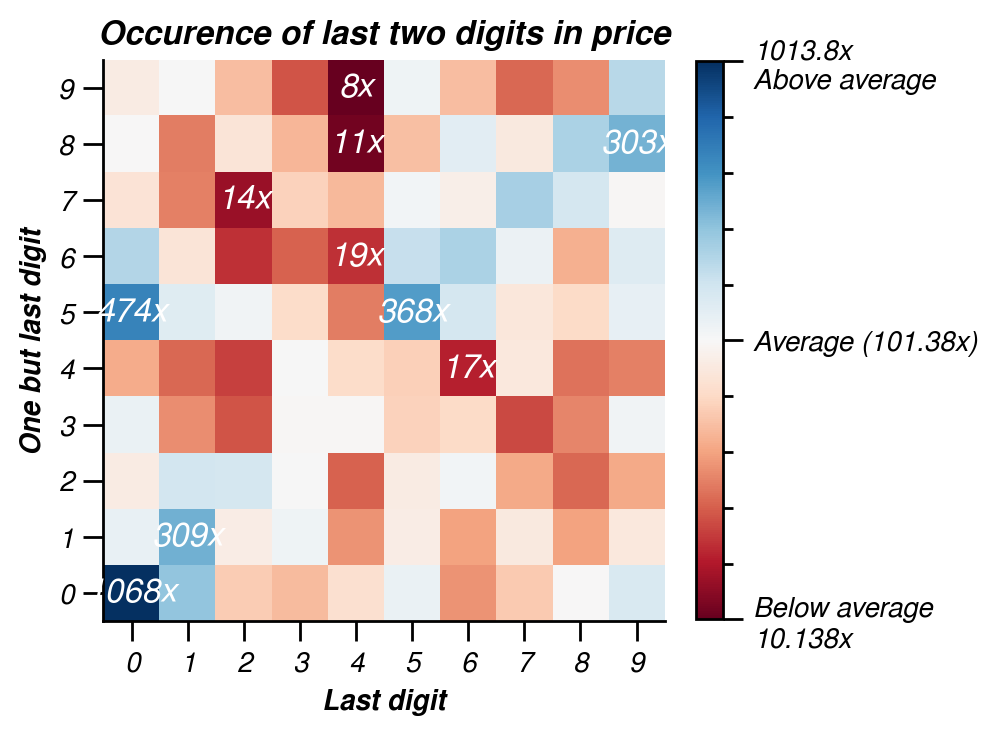 Occurence of last two digits in price
1013.8x
Above average
9
8x
8
11x
303x
7
14x
6
19x
5
474x
368x
Average (101.38x)
4
17x
3
2
1
309x
0
068x
Below average
10.138x
0 1 2 3 4 5 6 7 8 9
Last digit
One but last digit